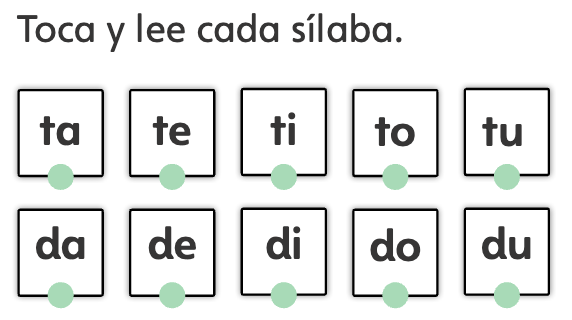 Toca y lee cada sílaba.
ta te ti to tu
da de di do du